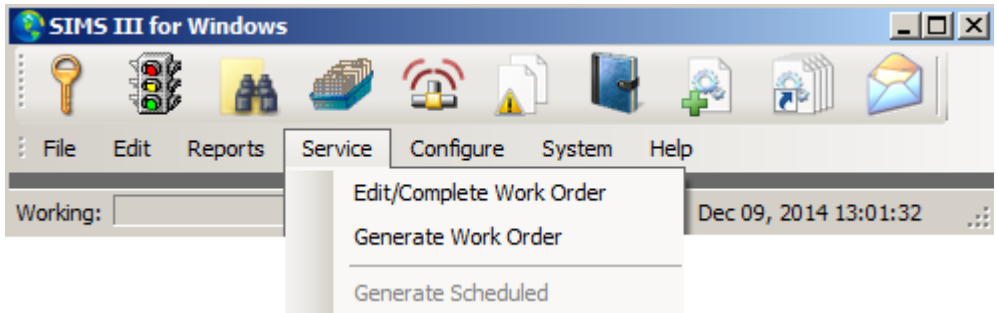 SIMS III for Windows
File Edit Reports Service Configure System Help
Edit/Complete Work Order
Working: Dec 09, 2014 13:01:32
Generate Work Order
Generate Scheduled